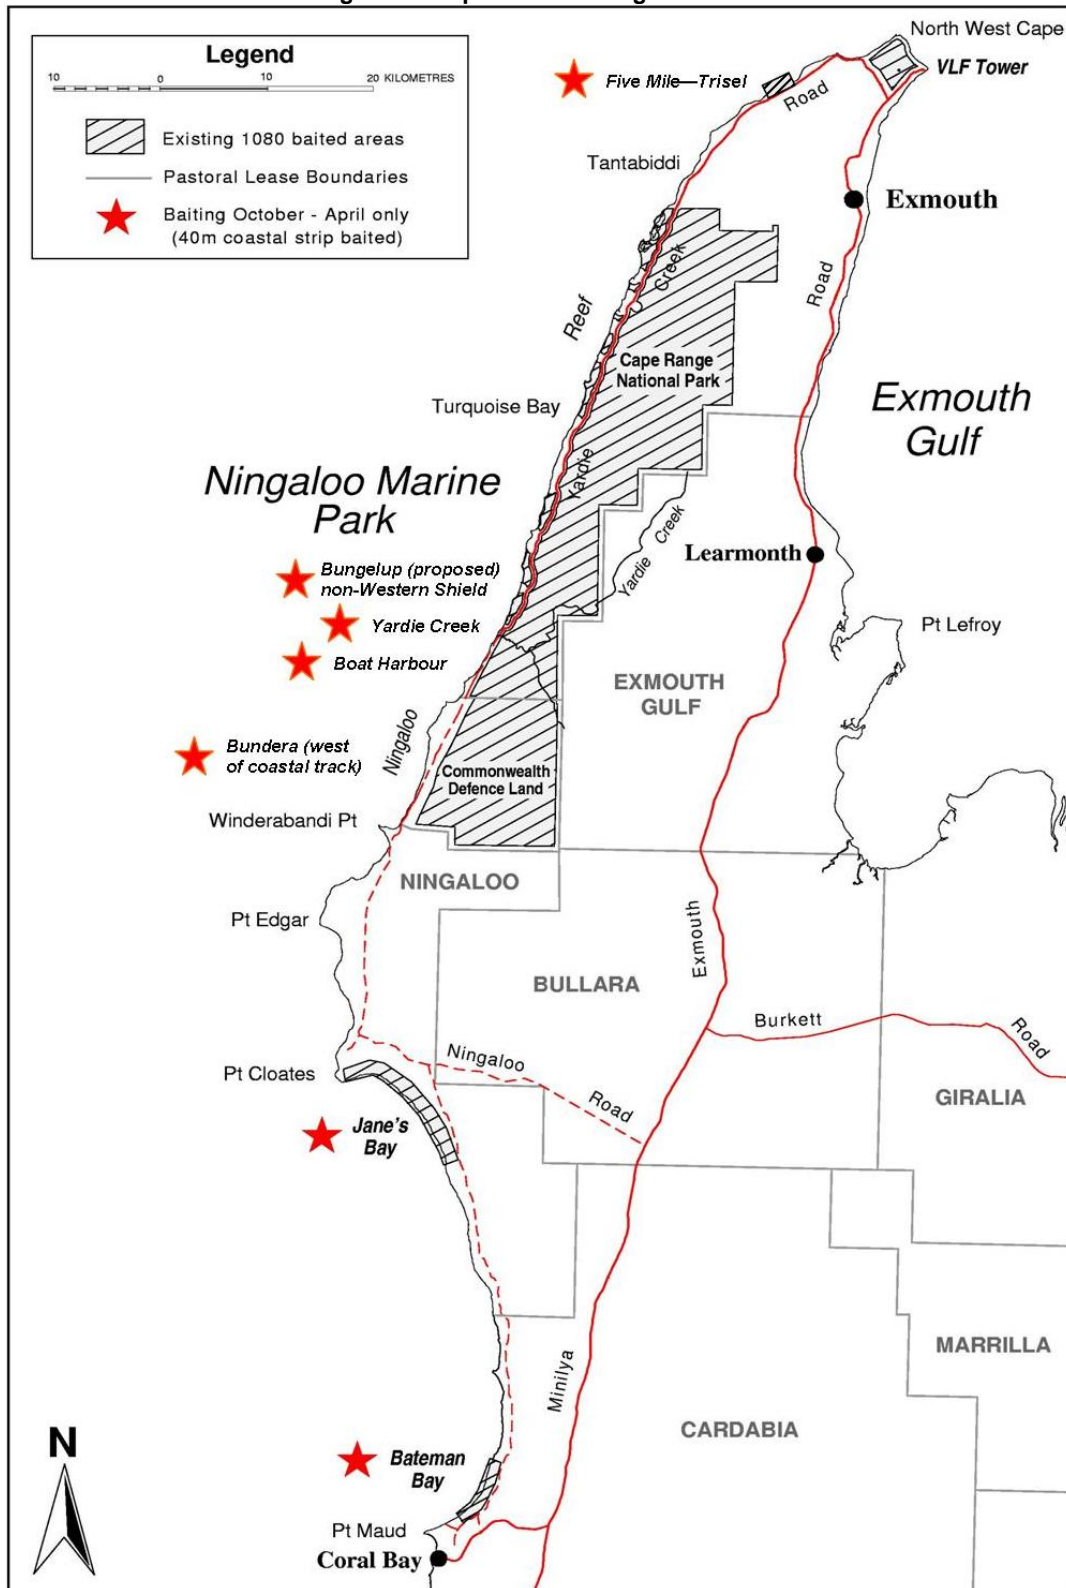 Legend
10 0 10 20 KILOMETRES
Existing 1080 baited areas
Pastoral Lease Boundaries
Baiting October - April only
(40m coastal strip baited)
North West Cape
VLF Tower
Five Mile—Trisel
Road
Tantabiddi
Exmouth
Creek
Road
Reef
Cape Range
National Park
Turquoise Bay
Exmouth
Gulf
Yardie
Ningaloo Marine
Park
Yardie Creek
Learmonth
Bungelup (proposed)
non-Western Shield
Yardie Creek
Boat Harbour
Pt Lefroy
EXMOUTH
GULF
Ningaloo
Bundera (west
of coastal track)
Commonwealth
Defence Land
Winderabandi Pt
NINGALOO
Pt Edgar
Exmouth
BULLARA
Burkett
Road
Ningaloo
Road
Pt Cloates
GIRALIA
Jane's
Bay
MARRILLA
Minilya
CARDABIA
N
Bateman
Bay
Pt Maud
Coral Bay